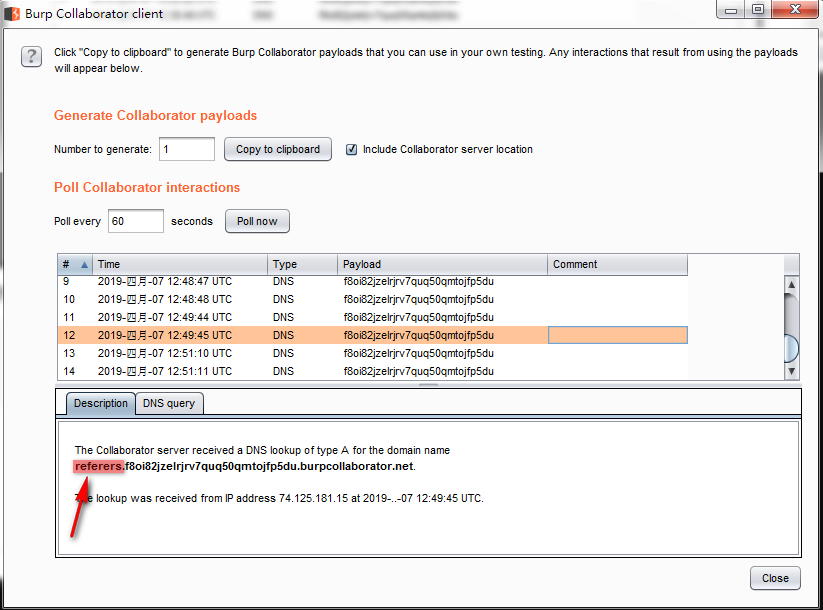 Burp Collaborator client
Click "Copy to clipboard" to generate Burp Collaborator payloads that you can use in your own testing. Any interactions that result from using the payloads
will appear below.
Generate Collaborator payloads
Number to generate: 1 Copy to clipboard Include Collaborator server location
Poll Collaborator interactions
Poll every 60 seconds Poll now
# Time Type Payload Comment
9 2019-四月-07 12:48:47 UTC DNS f8oi82jzelrjrv7quq50qmtojfp5du
10 2019-四月-07 12:48:48 UTC DNS f8oi82jzelrjrv7quq50qmtojfp5du
11 2019-四月-07 12:49:44 UTC DNS f8oi82jzelrjrv7quq50qmtojfp5du
12 2019-四月-07 12:49:45 UTC DNS f8oi82jzelrjrv7quq50qmtojfp5du
13 2019-四月-07 12:51:10 UTC DNS f8oi82jzelrjrv7quq50qmtojfp5du
14 2019-四月-07 12:51:11 UTC DNS f8oi82jzelrjrv7quq50qmtojfp5du
Description DNS query
The Collaborator server received a DNS lookup of type A for the domain name
referers.f8oi82jzelrjrv7quq50qmtojfp5du.burpcollaborator.net.
The lookup was received from IP address 74.125.181.15 at 2019-..-07 12:49:45 UTC.
Close